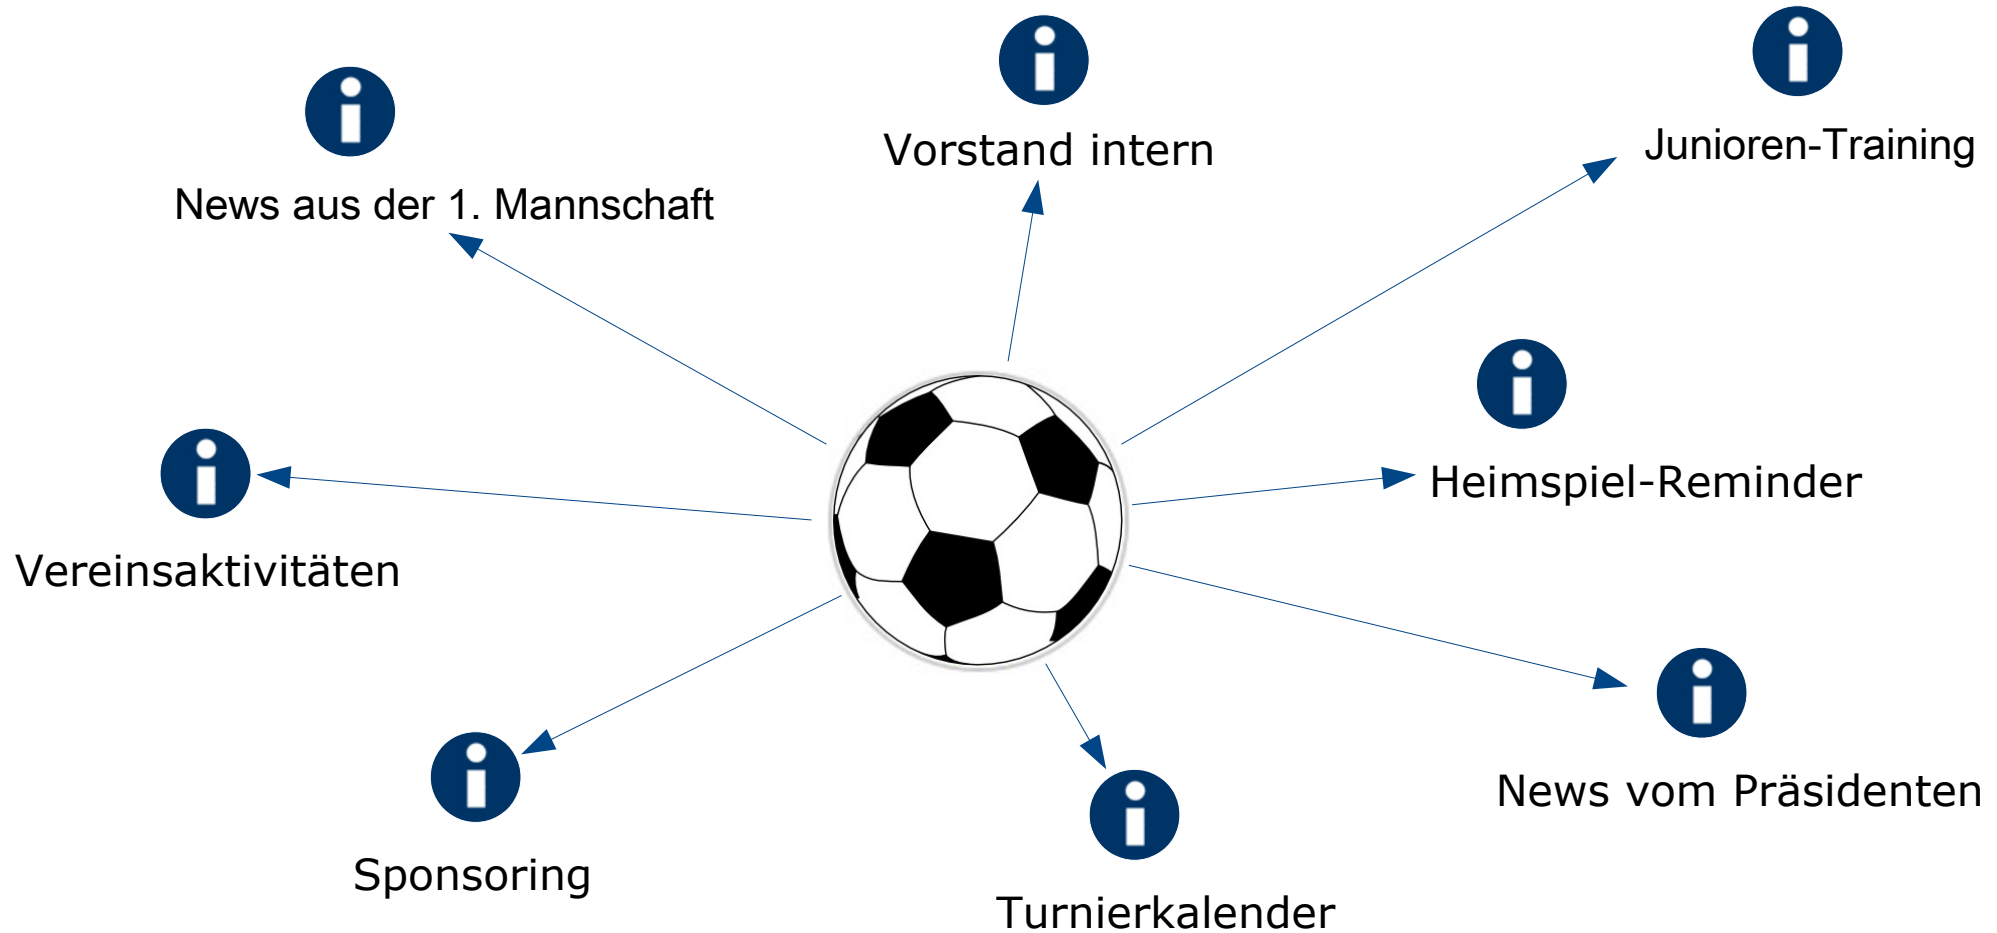 Vorstand intern
Junioren-Training
News aus der 1. Mannschaft
Heimspiel-Reminder
Vereinsaktivitäten
News vom Präsidenten
Sponsoring
Turnierkalender